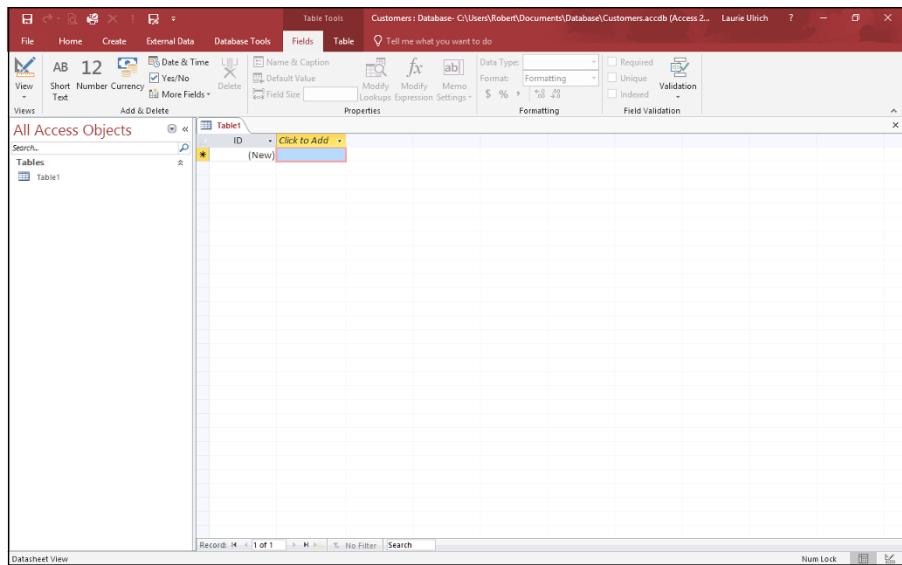 Table Tools Customers : Database- C:\Users\Robert\Documents\Database\Customers.accdb (Access 2... Laurie Ulrich ?
File Home Create External Data Database Tools Fields Table Tell me what you want to do
View
Views
AB Short Text
12 Number
Currency
Date & Time
Yes/No
More Fields
Delete
Add & Delete
Name & Caption
Default Value
Field Size
Modify Lookups
fx Modify Expression
ab Memo Settings
Properties
Data Type:
Format: Formatting
$ % , .0 .00
Formatting
Required
Unique
Indexed
Validation
Field Validation
All Access Objects
Search...
Tables
Table1
Table1
ID Click to Add
* (New)
Record: 1 of 1 No Filter Search
Datasheet View Num Lock